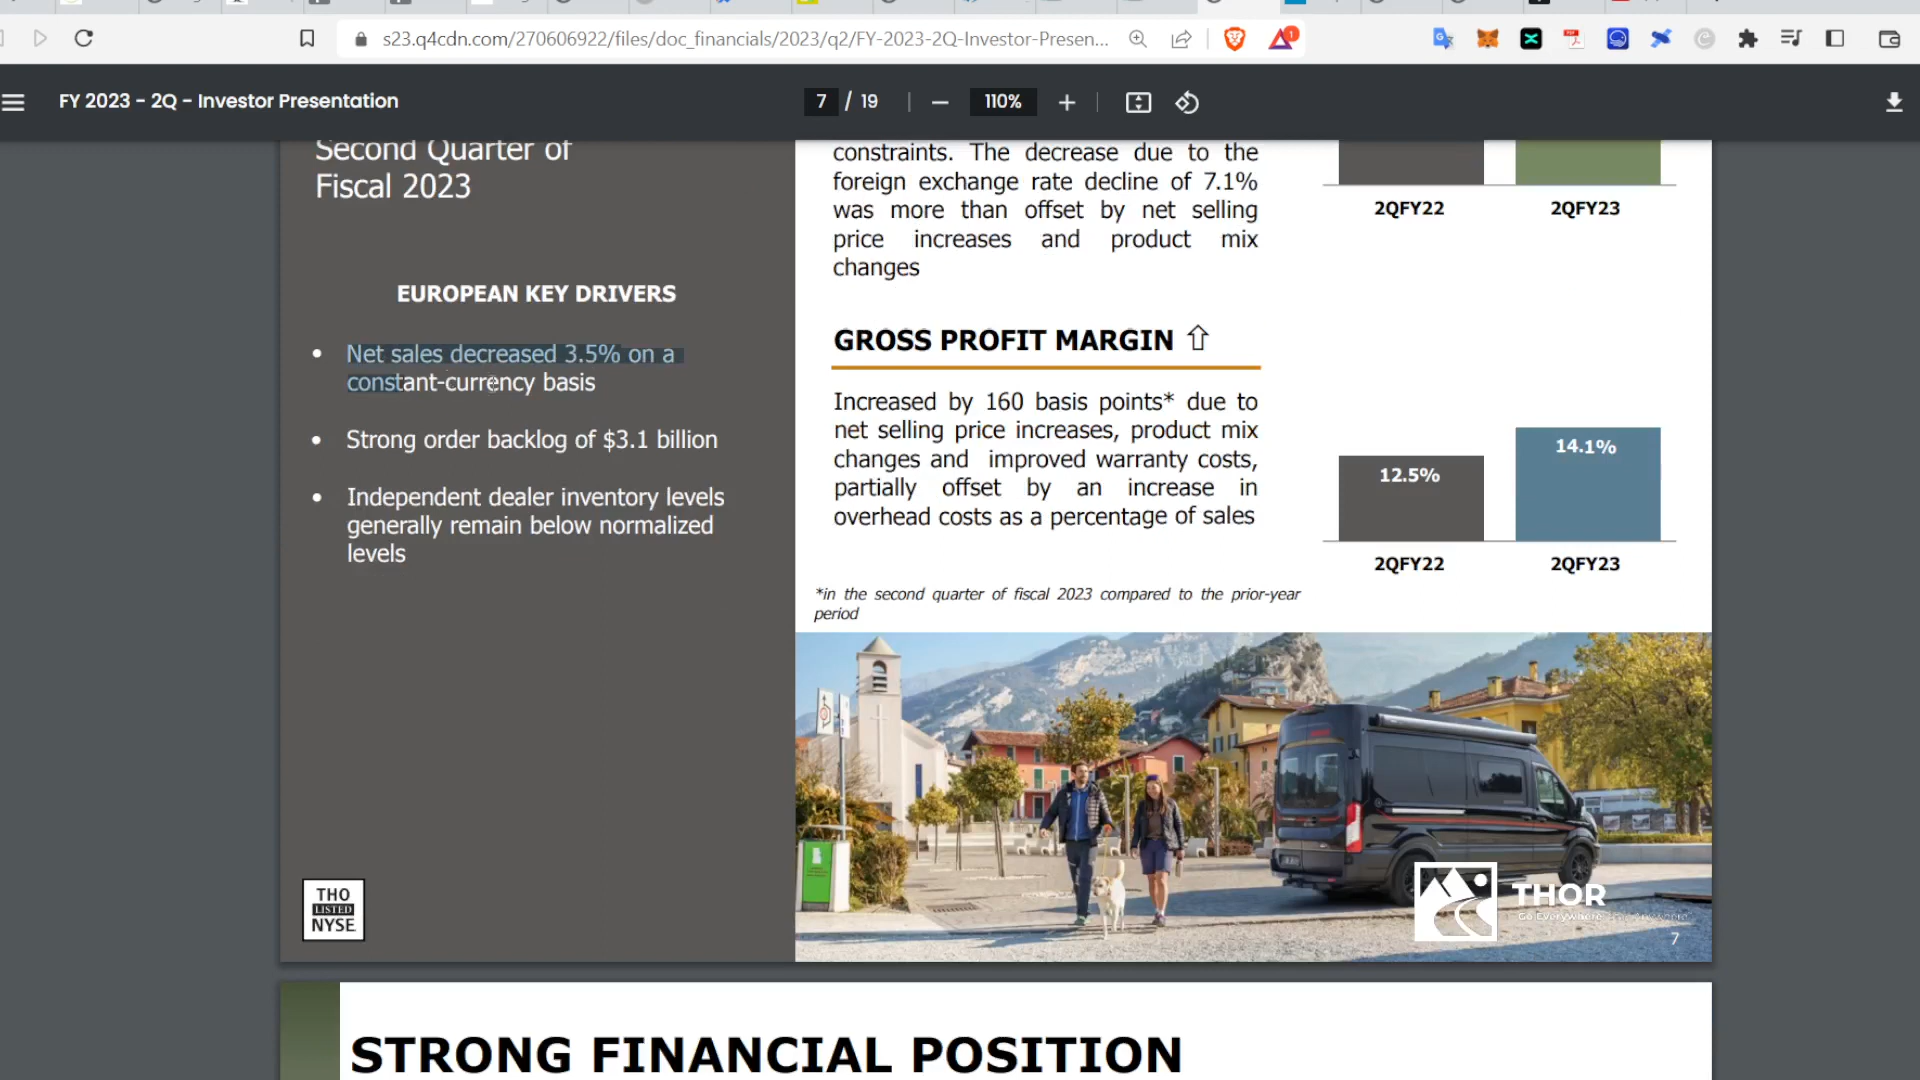 s23.q4cdn.com/270606922/files/doc_financials/2023/q2/FY-2023-2Q-Investor-Presen...
1
FY 2023 - 2Q - Investor Presentation
7 / 19
110%
Second Quarter of
Fiscal 2023
EUROPEAN KEY DRIVERS
• Net sales decreased 3.5% on a
constant-currency basis
• Strong order backlog of $3.1 billion
• Independent dealer inventory levels
generally remain below normalized
levels
THO
LISTED
NYSE
constraints. The decrease due to the
foreign exchange rate decline of 7.1%
was more than offset by net selling
price increases and product mix
changes
2QFY22
2QFY23
GROSS PROFIT MARGIN ⇧
Increased by 160 basis points* due to
net selling price increases, product mix
changes and improved warranty costs,
partially offset by an increase in
overhead costs as a percentage of sales
12.5%
14.1%
2QFY22
2QFY23
*in the second quarter of fiscal 2023 compared to the prior-year
period
THOR
Go Everywhere.
7
STRONG FINANCIAL POSITION